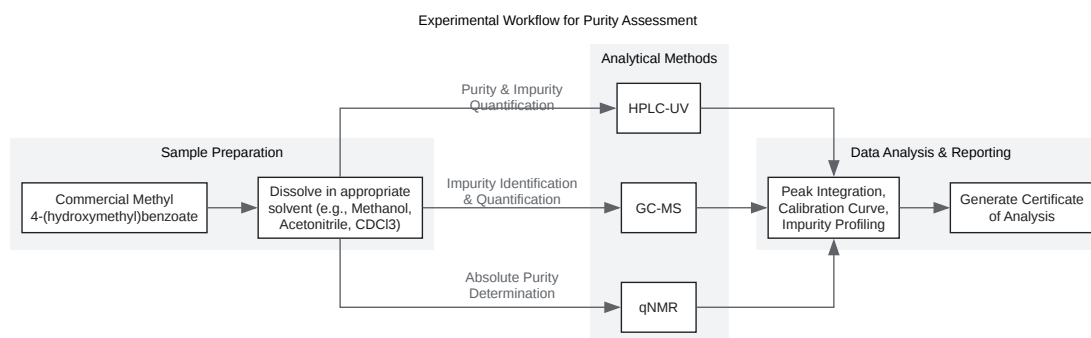 Experimental Workflow for Purity Assessment
Analytical Methods
Purity & Impurity
Quantification
HPLC-UV
Sample Preparation
Data Analysis & Reporting
Commercial Methyl
4-(hydroxymethyl)benzoate
Dissolve in appropriate
solvent (e.g., Methanol,
Acetonitrile, CDCl3)
Impurity Identification
& Quantification
GC-MS
Peak Integration,
Calibration Curve,
Impurity Profiling
Generate Certificate
of Analysis
Absolute Purity
Determination
qNMR